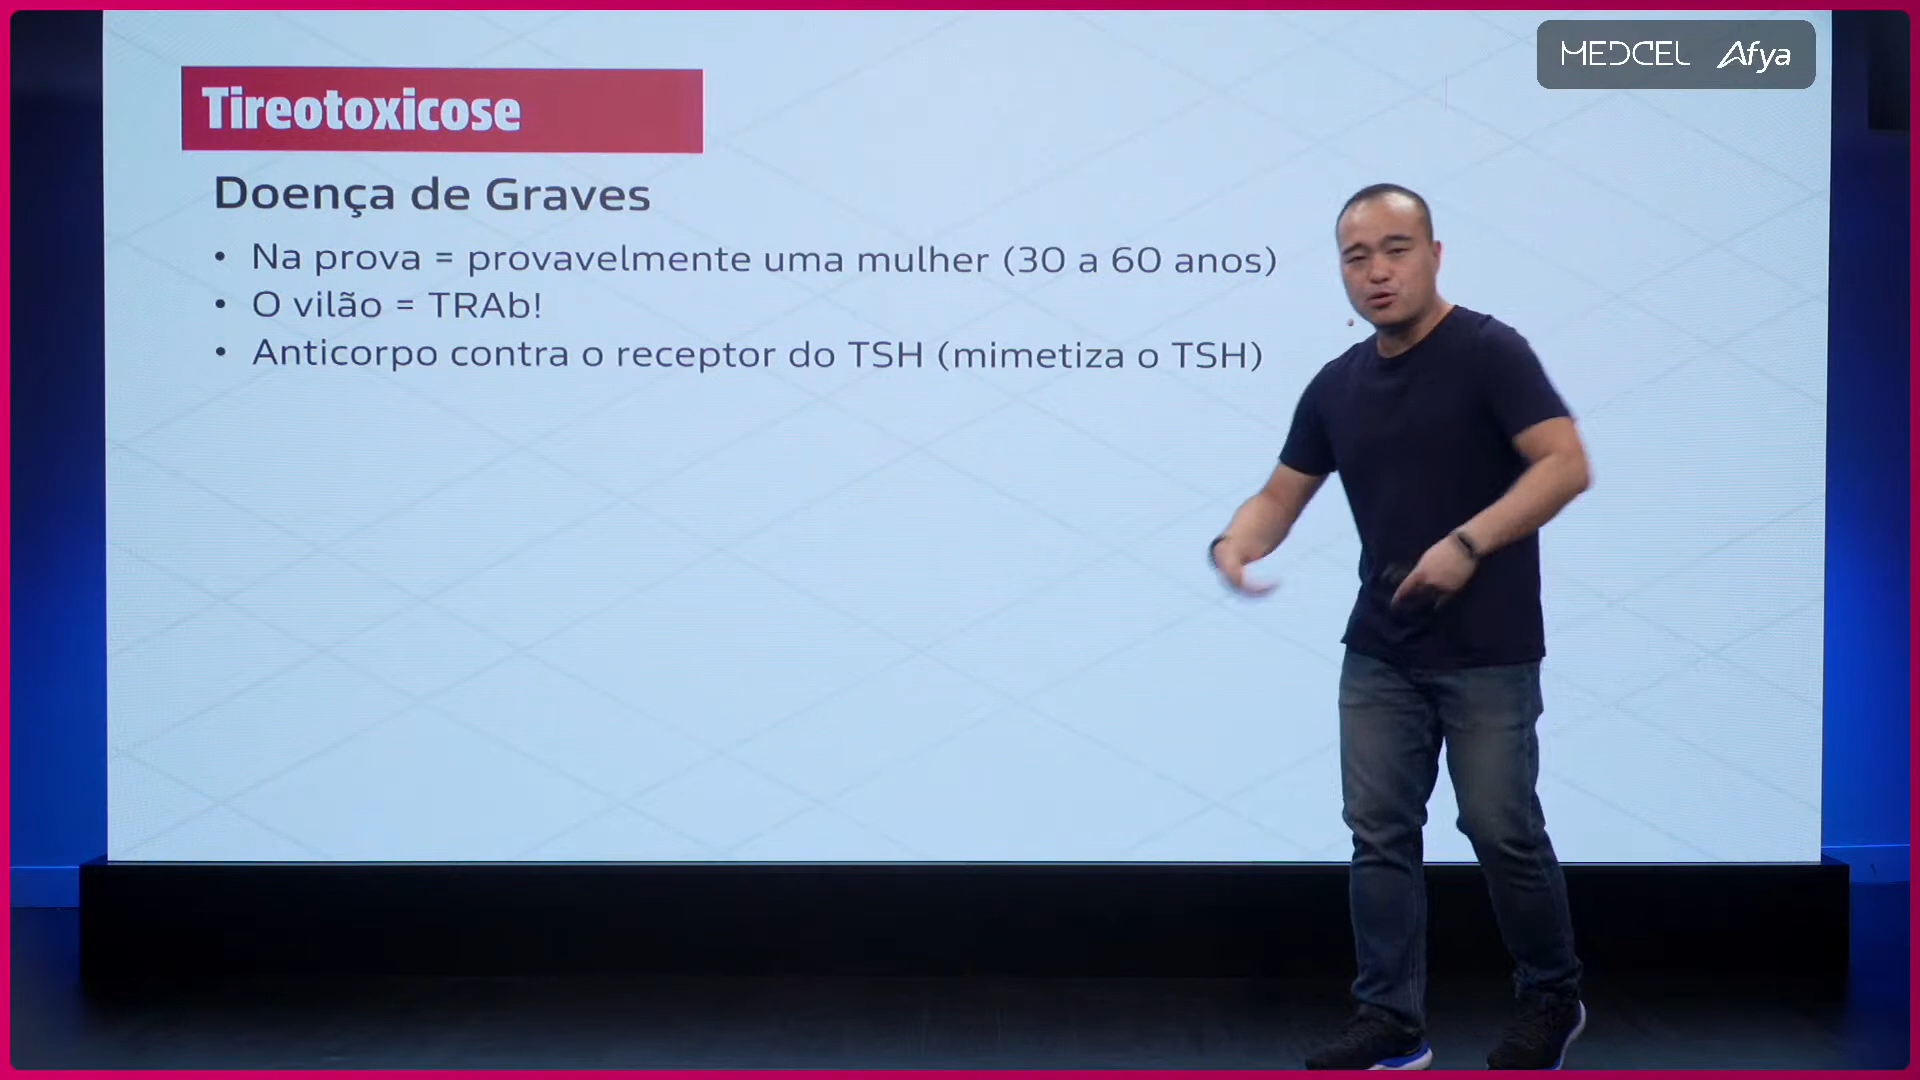 MEDCEL Afya
Tireotoxicose
Doença de Graves
• Na prova = provavelmente uma mulher (30 a 60 anos)
• O vilão = TRAb!
• Anticorpo contra o receptor do TSH (mimetiza o TSH)